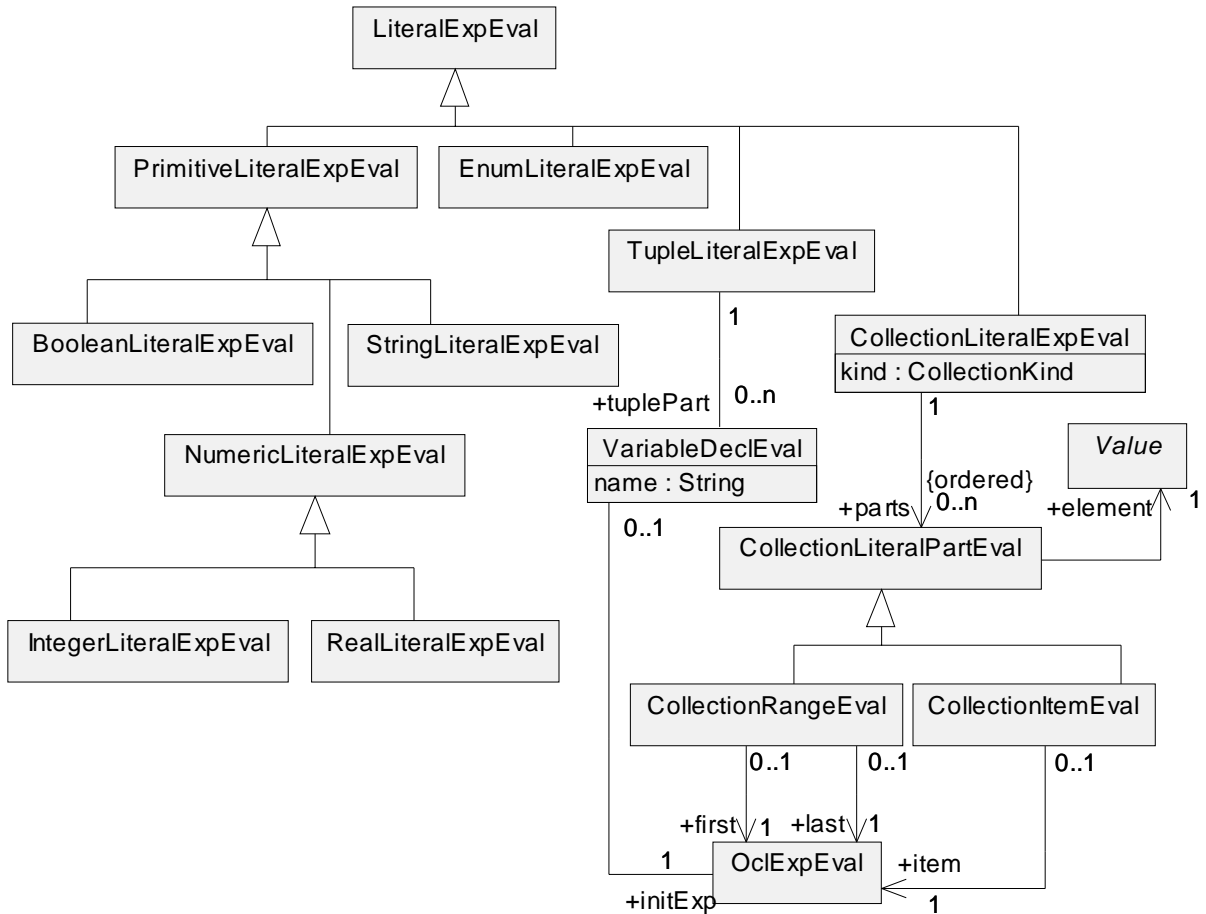 LiteralExpEval
PrimitiveLiteralExpEval
EnumLiteralExpEval
TupleLiteralExpEval
1
BooleanLiteralExpEval
StringLiteralExpEval
CollectionLiteralExpEval
kind : CollectionKind
1
+tuplePart
0..n
NumericLiteralExpEval
VariableDeclEval
name : String
0..1
Value
{ordered}
+parts
0..n
+element
1
CollectionLiteralPartEval
IntegerLiteralExpEval
RealLiteralExpEval
CollectionRangeEval
CollectionItemEval
0..1
0..1
0..1
+first
1
+last
1
OclExpEval
1
+initExp
+item
1